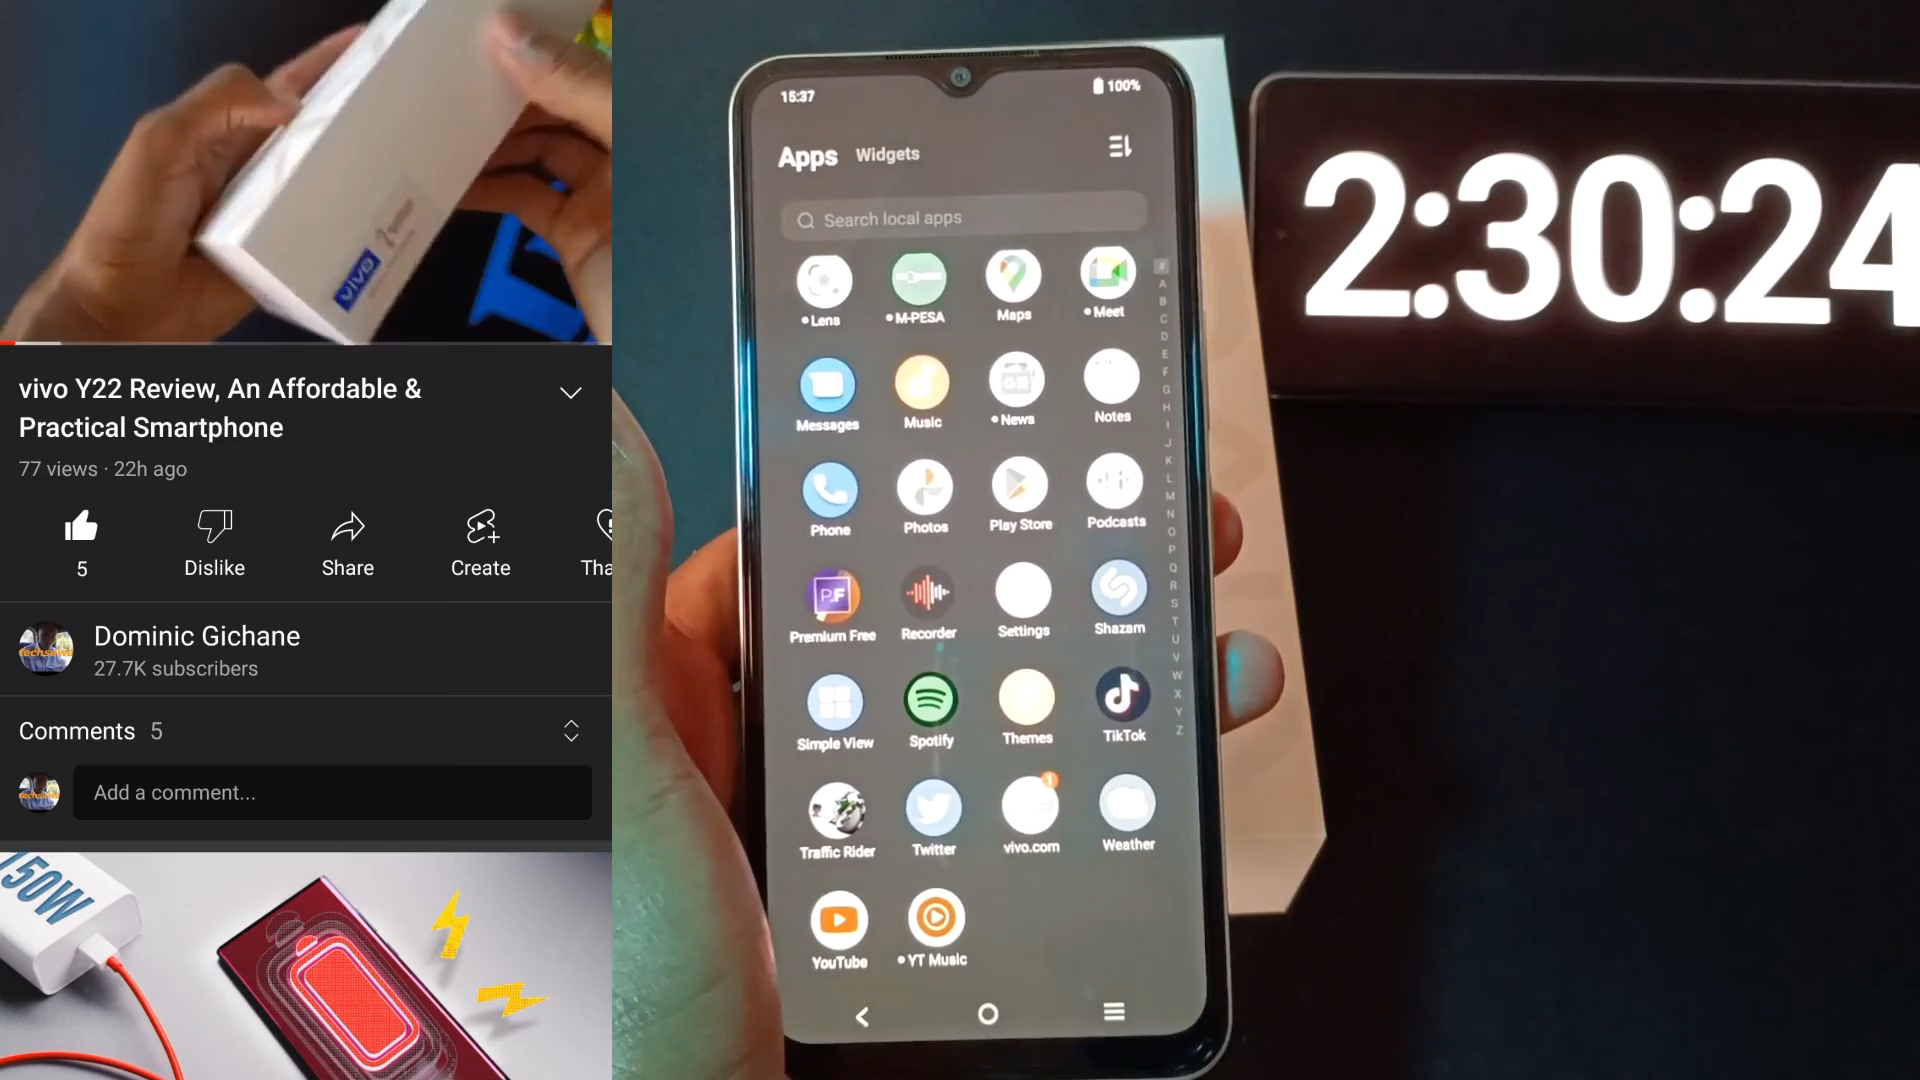 vivo
vivo Y22 Review, An Affordable &
Practical Smartphone
77 views · 22h ago
5
Dislike
Share
Create
Tha
Dominic Gichane
27.7K subscribers
Comments 5
Add a comment...
150W
15:37
100%
Apps Widgets
Search local apps
Lens
M-PESA
Maps
Meet
Messages
Music
News
Notes
Phone
Photos
Play Store
Podcasts
Premium Free
Recorder
Settings
Shazam
Simple View
Spotify
Themes
TikTok
Traffic Rider
Twitter
vivo.com
Weather
YouTube
YT Music
#
A
B
C
D
E
F
G
H
I
J
K
L
M
N
O
P
Q
R
S
T
U
V
W
X
Y
Z
2:30:24